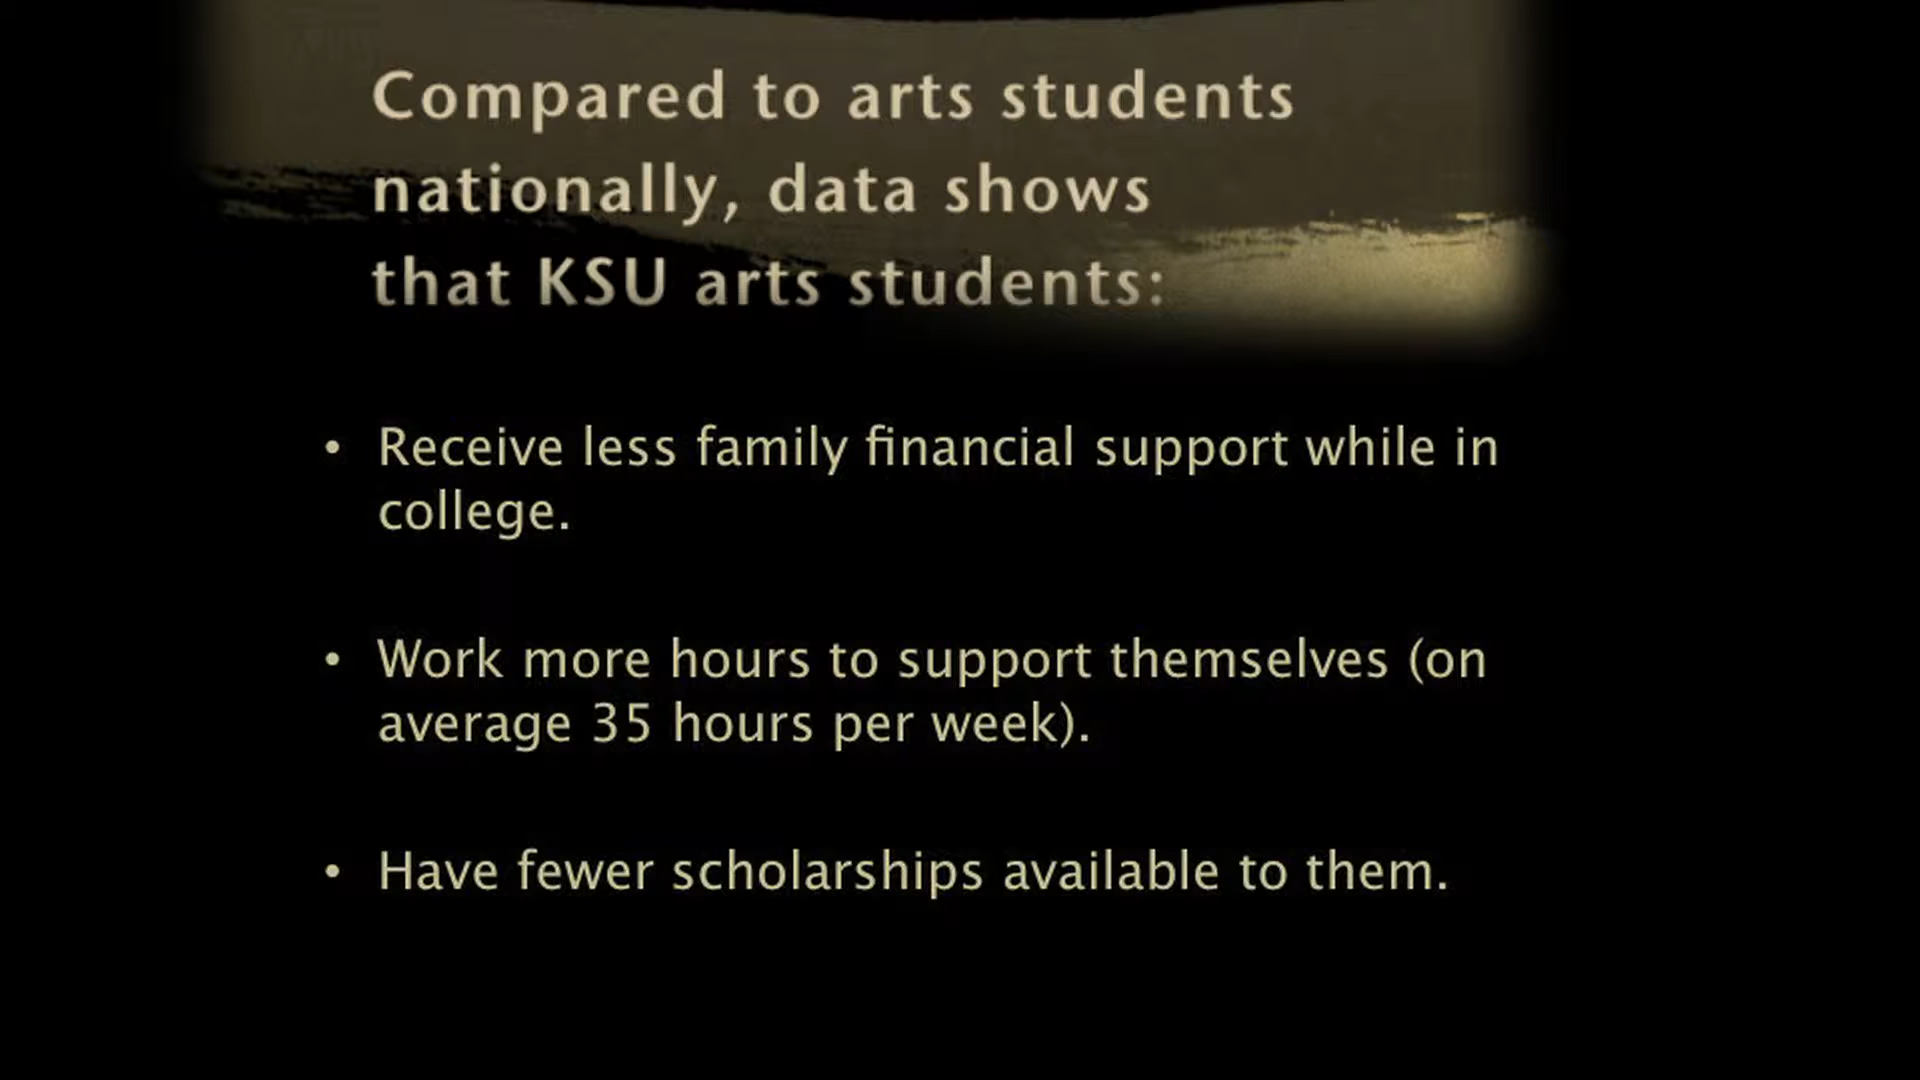 Compared to arts students
nationally, data shows
that KSU arts students:
• Receive less family financial support while in
college.
• Work more hours to support themselves (on
average 35 hours per week).
• Have fewer scholarships available to them.